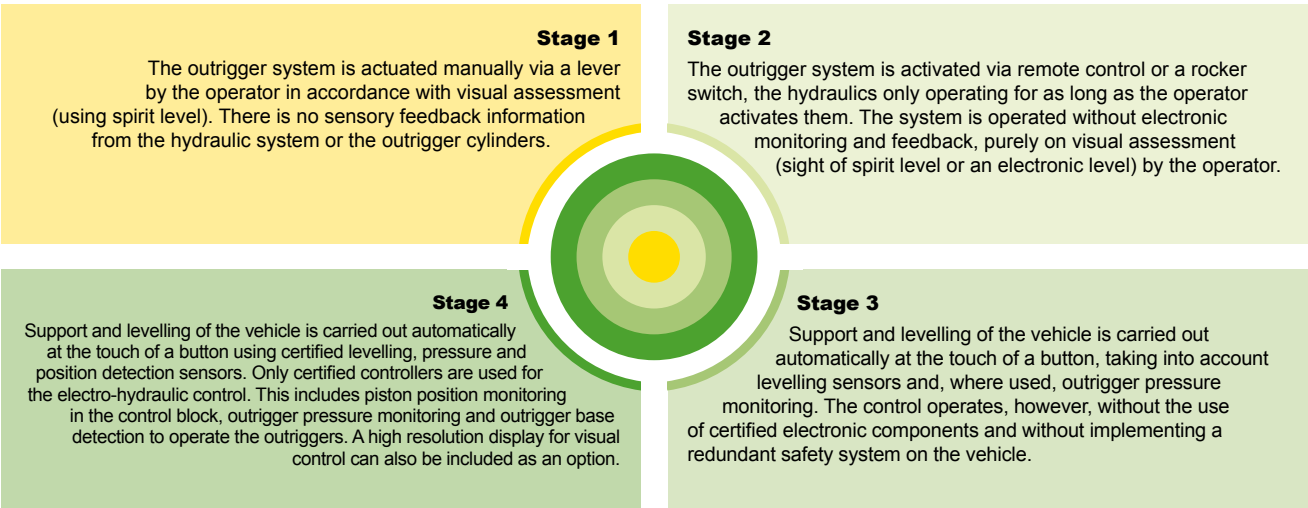 Stage 1
The outrigger system is actuated manually via a lever
by the operator in accordance with visual assessment
(using spirit level). There is no sensory feedback information
from the hydraulic system or the outrigger cylinders.
Stage 2
The outrigger system is activated via remote control or a rocker
switch, the hydraulics only operating for as long as the operator
activates them. The system is operated without electronic
monitoring and feedback, purely on visual assessment
(sight of spirit level or an electronic level) by the operator.
Stage 4
Support and levelling of the vehicle is carried out automatically
at the touch of a button using certified levelling, pressure and
position detection sensors. Only certified controllers are used for
the electro-hydraulic control. This includes piston position monitoring
in the control block, outrigger pressure monitoring and outrigger base
detection to operate the outriggers. A high resolution display for visual
control can also be included as an option.
Stage 3
Support and levelling of the vehicle is carried out
automatically at the touch of a button, taking into account
levelling sensors and, where used, outrigger pressure
monitoring. The control operates, however, without the use
of certified electronic components and without implementing a
redundant safety system on the vehicle.